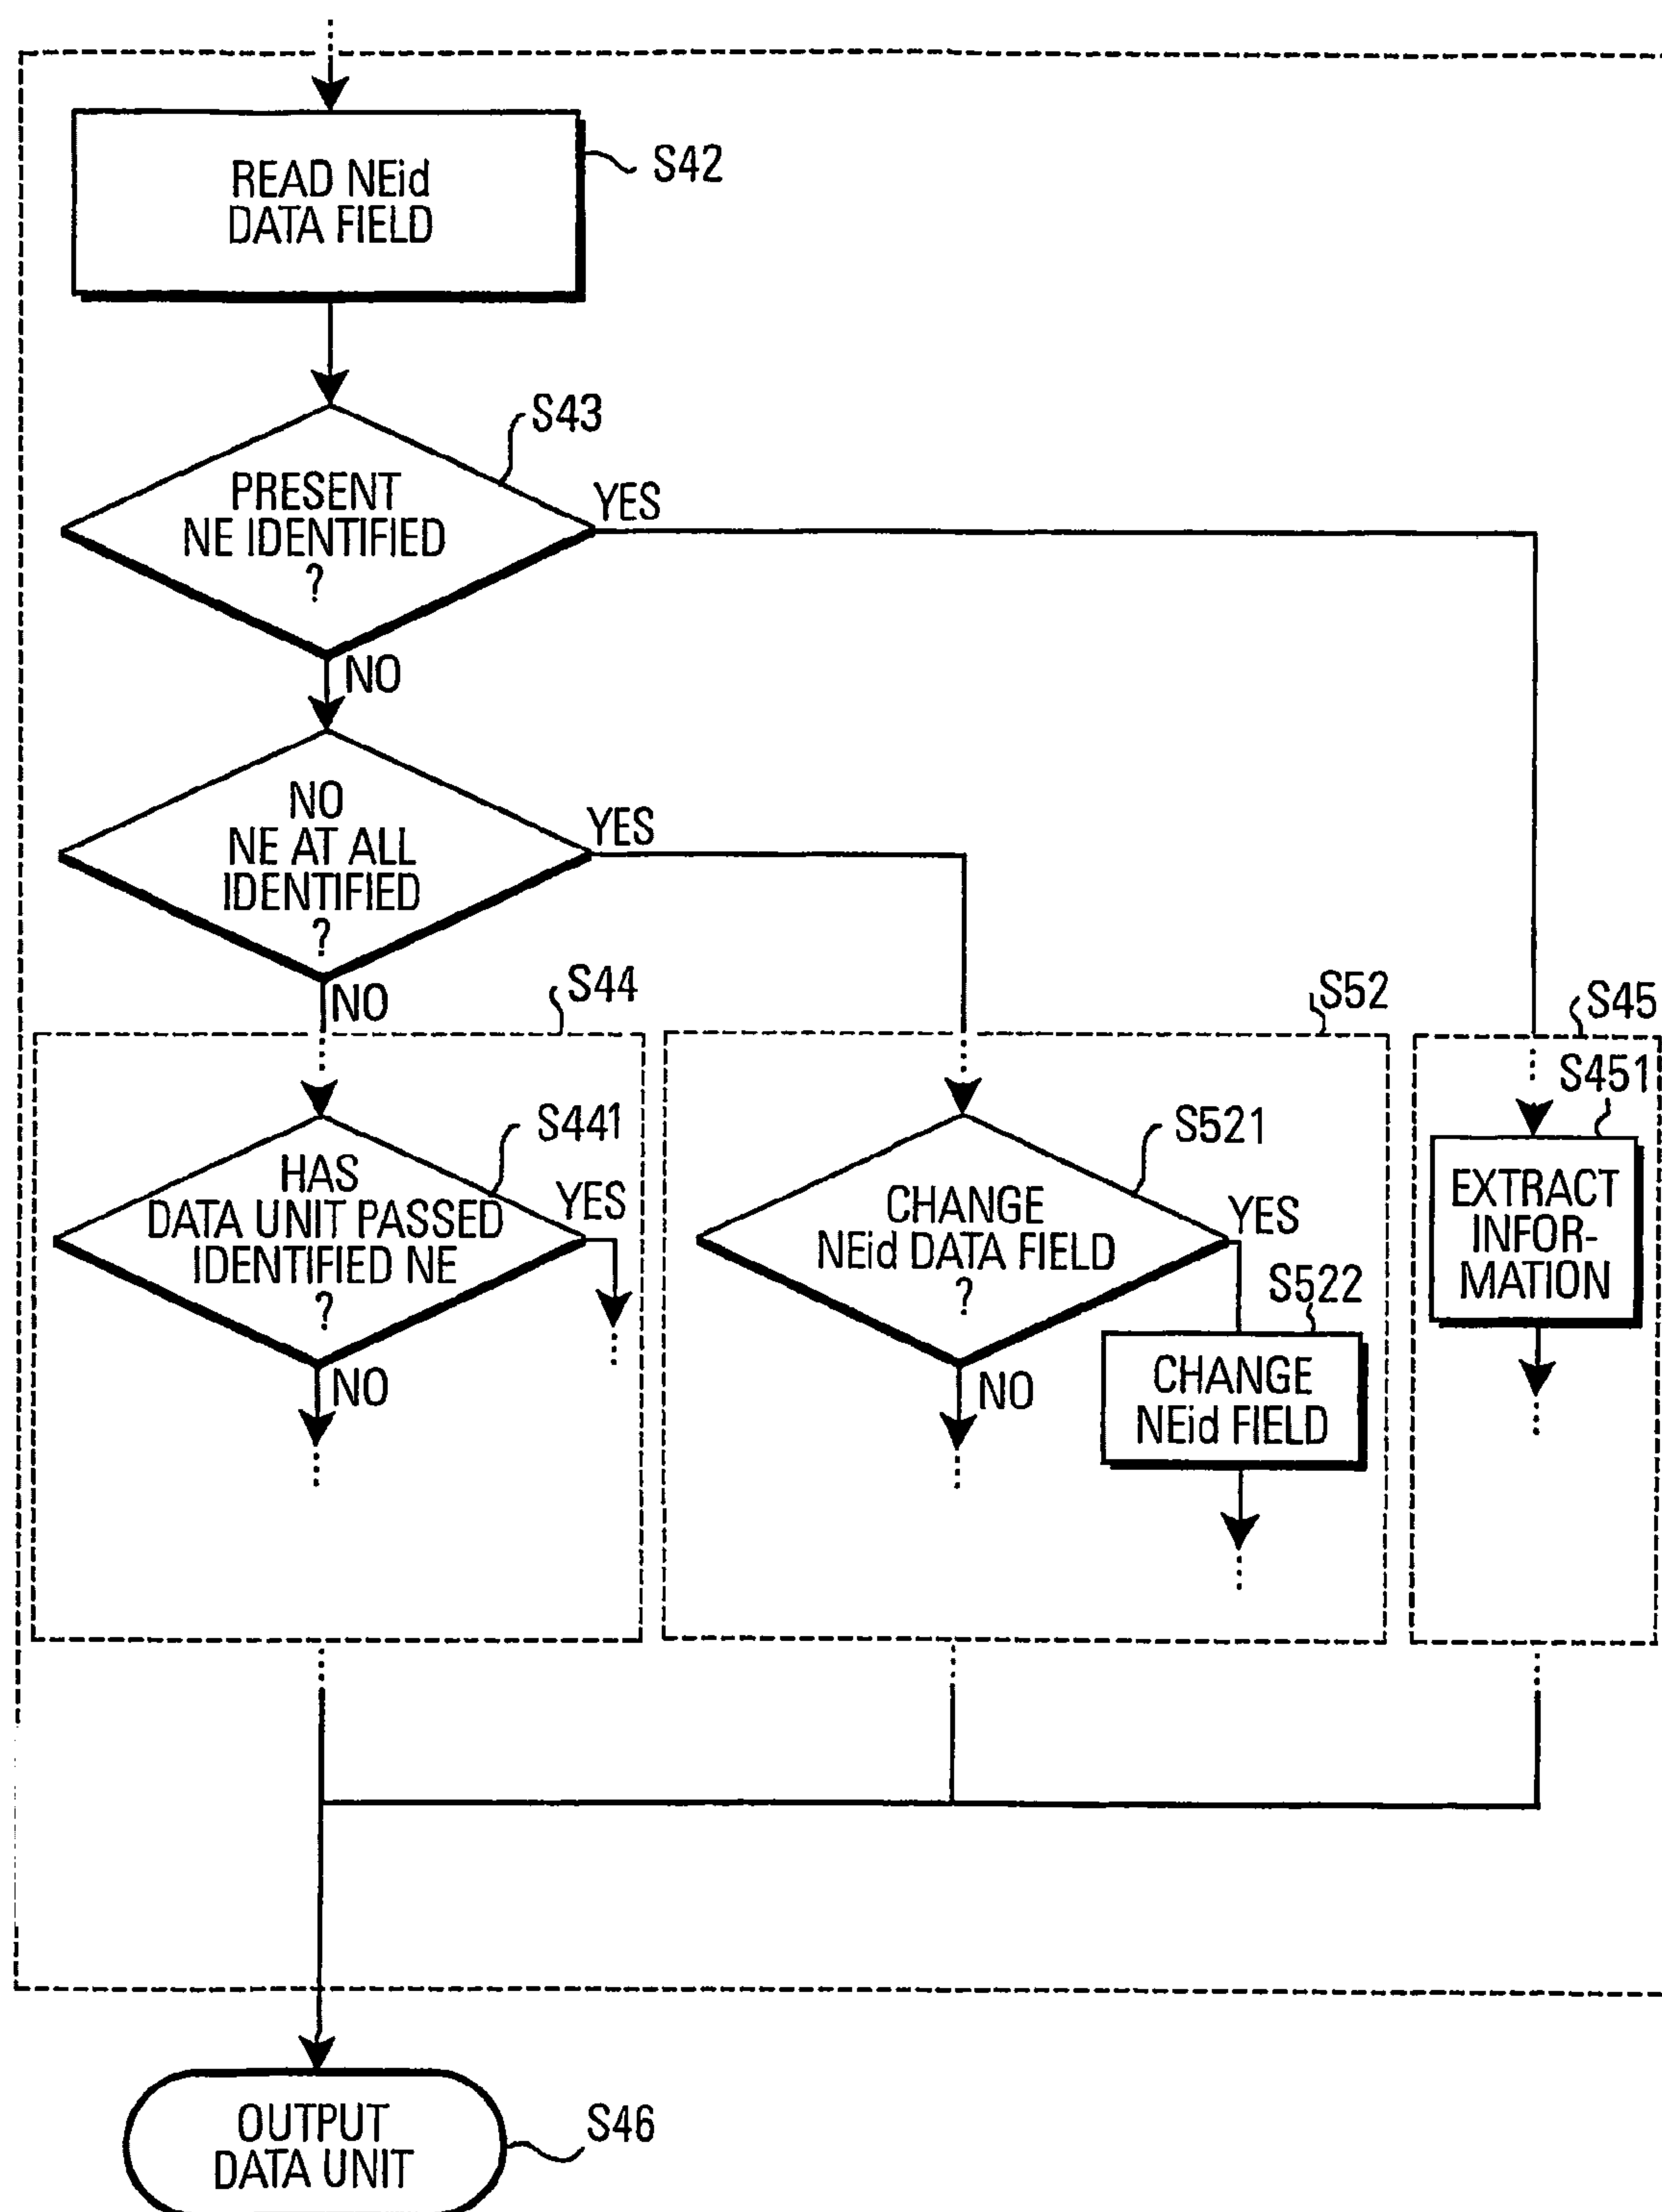 READ NEid
DATA FIELD
S42
S43
PRESENT
NE IDENTIFIED
?
YES
NO
NO
NE AT ALL
IDENTIFIED
?
YES
NO
S44
S52
S45
HAS
DATA UNIT PASSED
IDENTIFIED NE
?
S441
YES
NO
CHANGE
NEid DATA FIELD
?
S521
YES
NO
S522
CHANGE
NEid FIELD
S451
EXTRACT
INFOR-
MATION
OUTPUT
DATA UNIT
S46